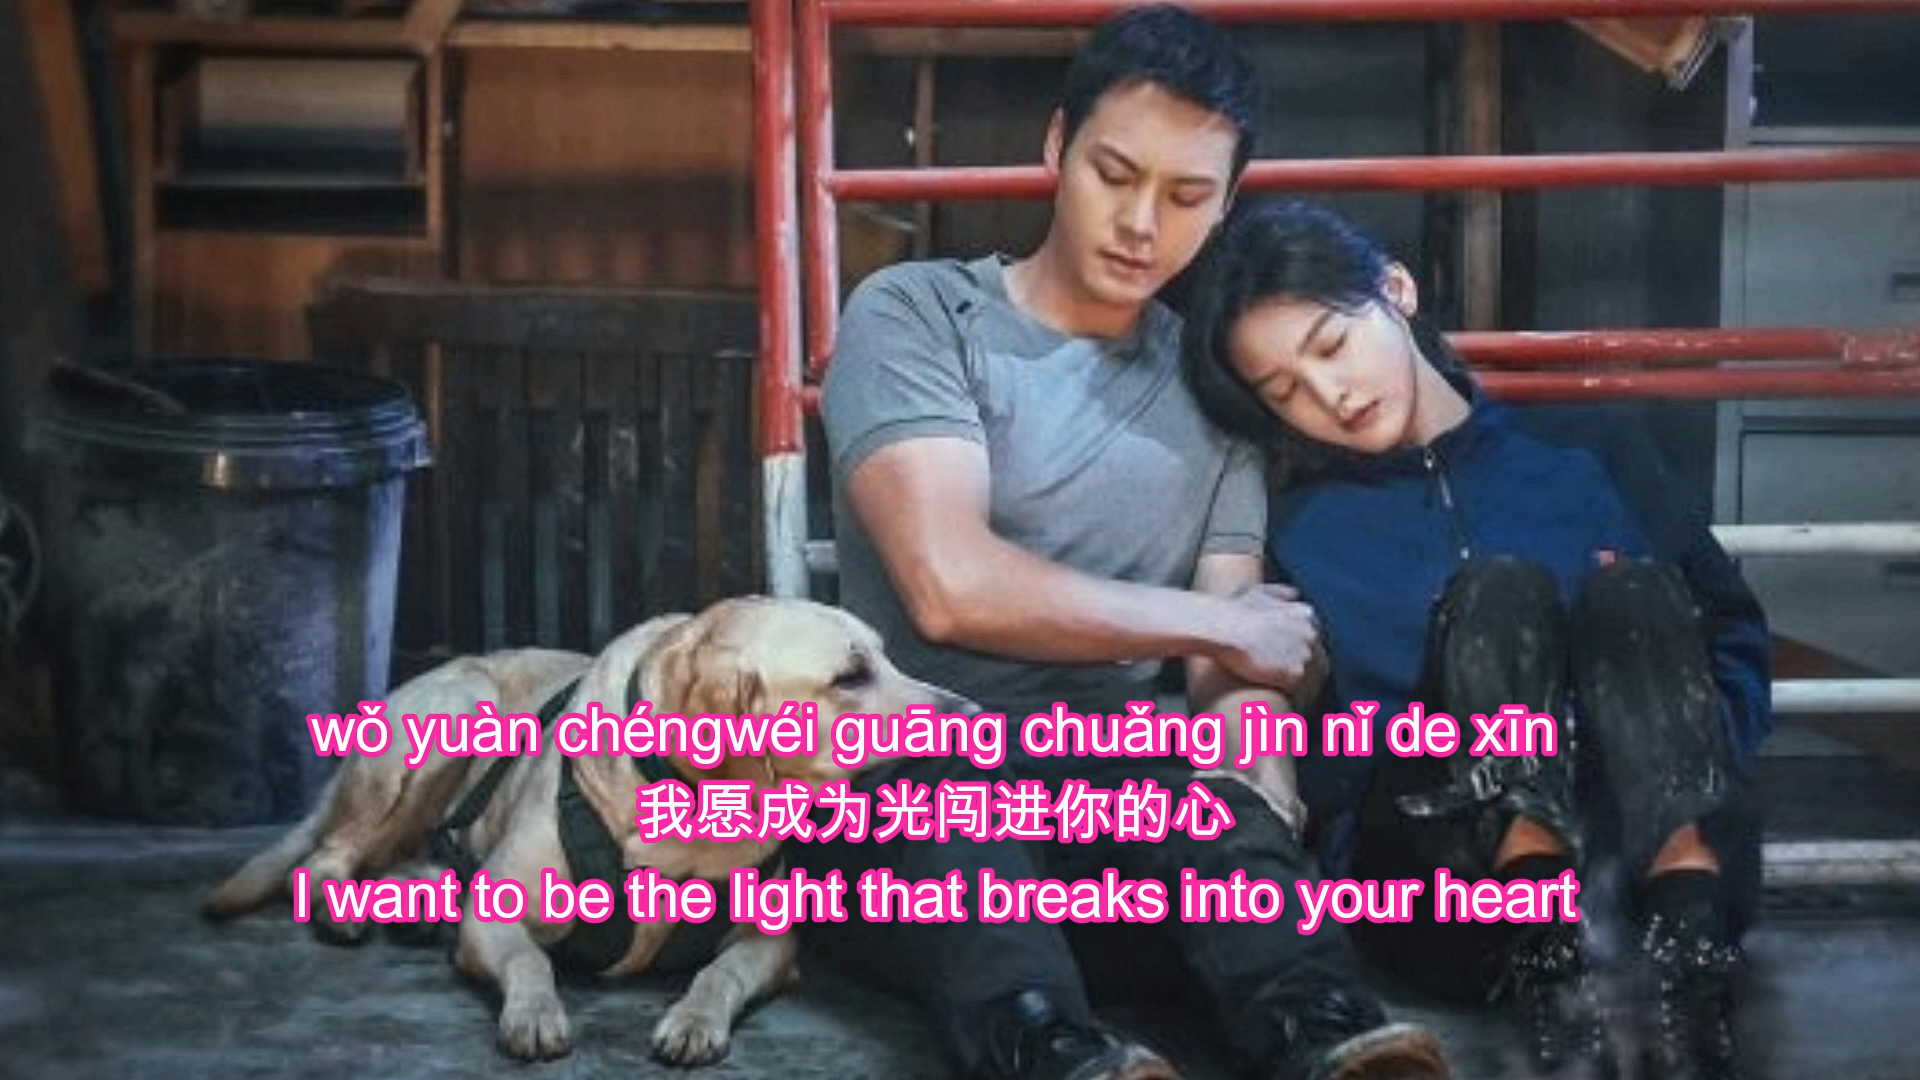 wǒ yuàn chéngwéi guāng chuǎng jìn nǐ de xīn
我愿成为光闯进你的心
I want to be the light that breaks into your heart